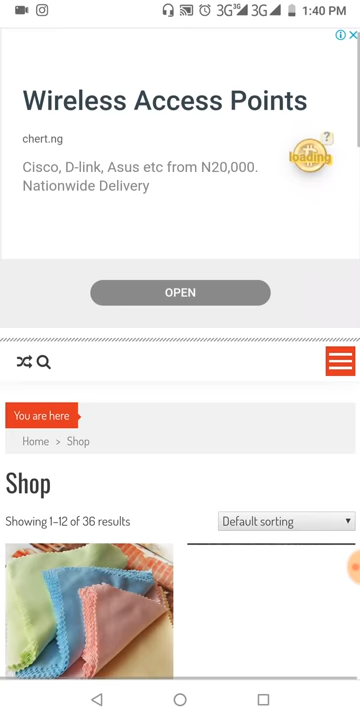 3G 3G 3G 1:40 PM
Wireless Access Points
chert.ng
Cisco, D-link, Asus etc from N20,000.
Nationwide Delivery
?
loading
OPEN
You are here
Home > Shop
Shop
Showing 1–12 of 36 results
Default sorting